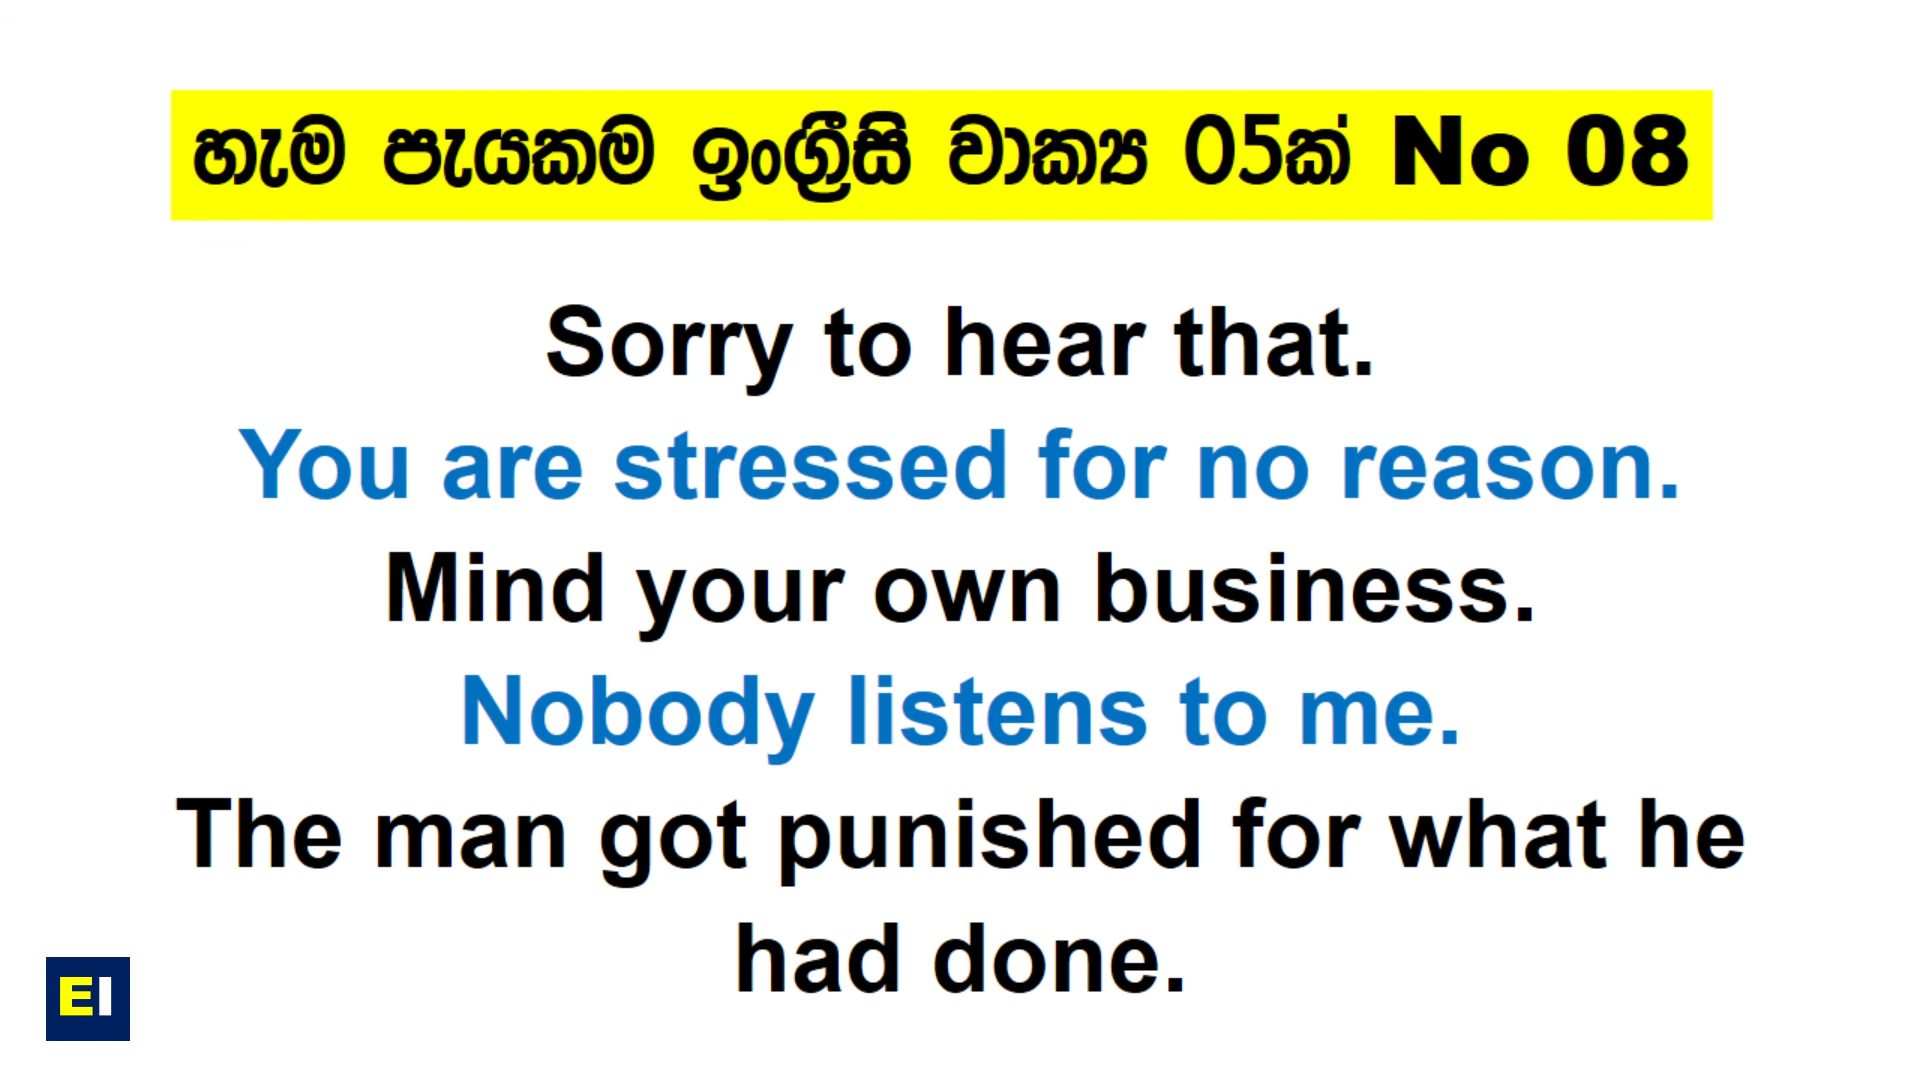 හැම පැයකම ඉංග්‍රීසි වාක්‍ය 05ක් No 08
Sorry to hear that.
You are stressed for no reason.
Mind your own business.
Nobody listens to me.
The man got punished for what he
had done.
EI